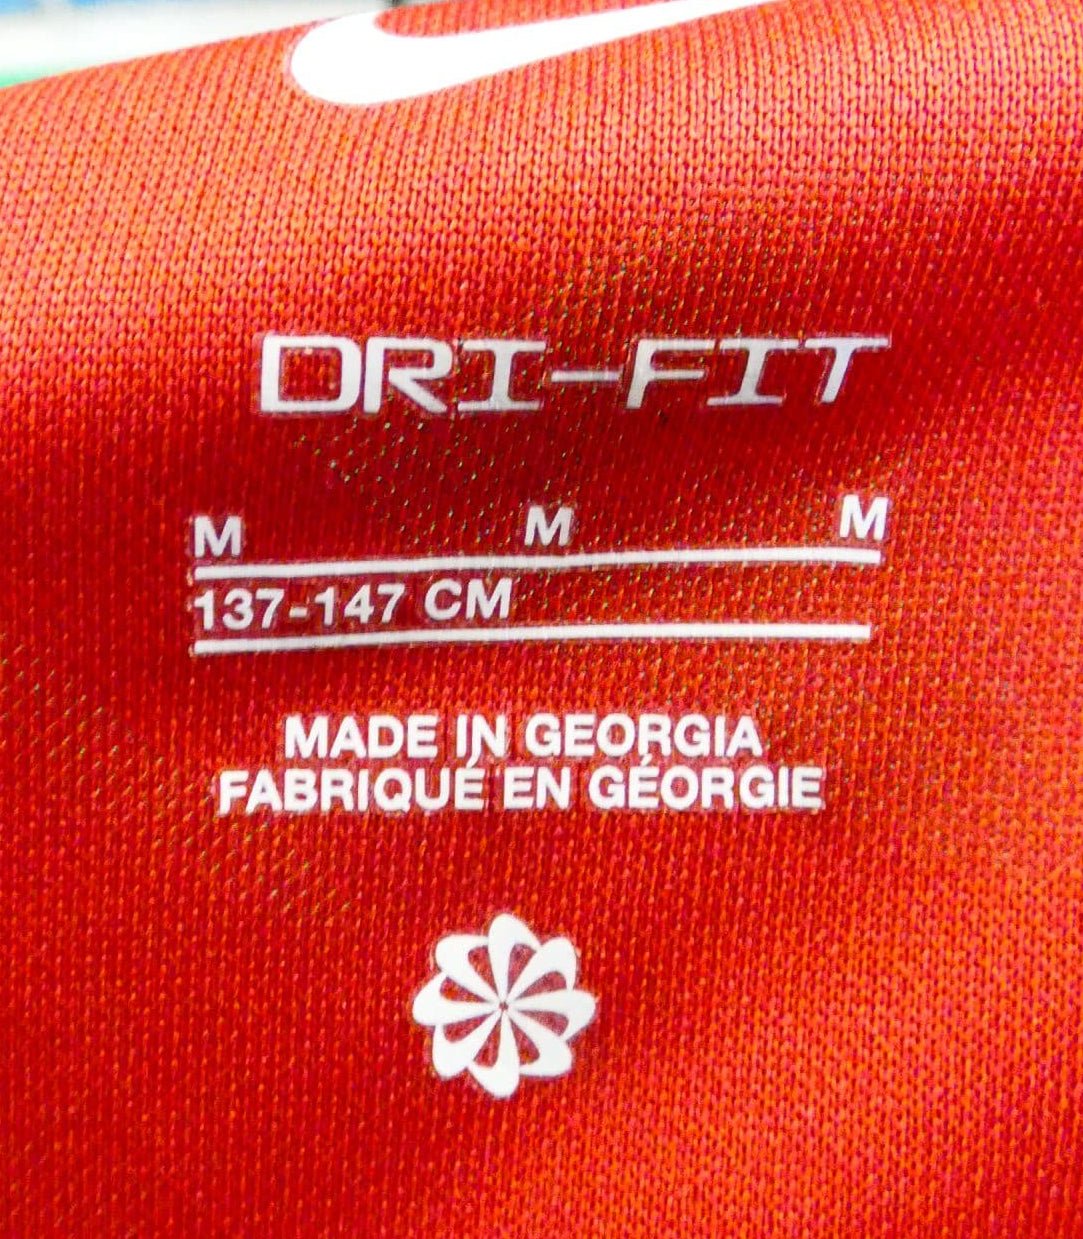 DRI-FIT
M M M
137-147 CM
MADE IN GEORGIA
FABRIQUÉ EN GÉORGIE